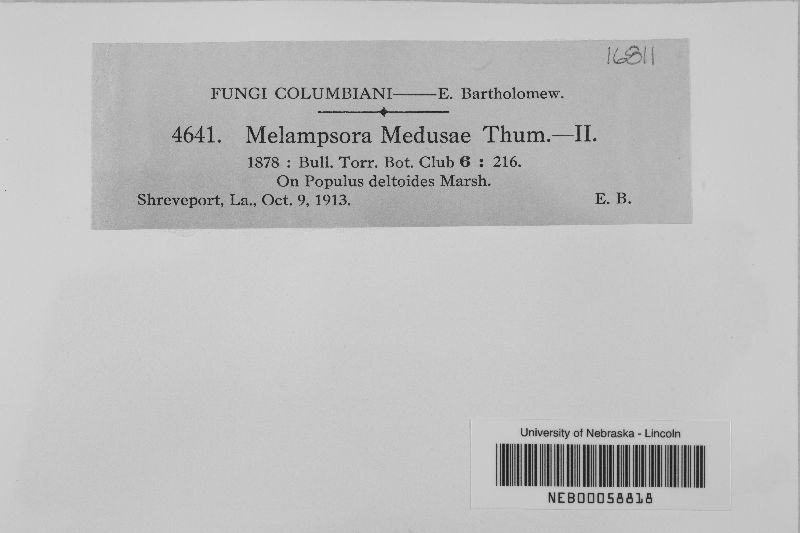 16811
FUNGI COLUMBIANI——E. Bartholomew.
4641. Melampsora Medusae Thum.—II.
1878 : Bull. Torr. Bot. Club 6 : 216.
On Populus deltoides Marsh.
Shreveport, La., Oct. 9, 1913. E. B.
University of Nebraska - Lincoln
NEB00058818